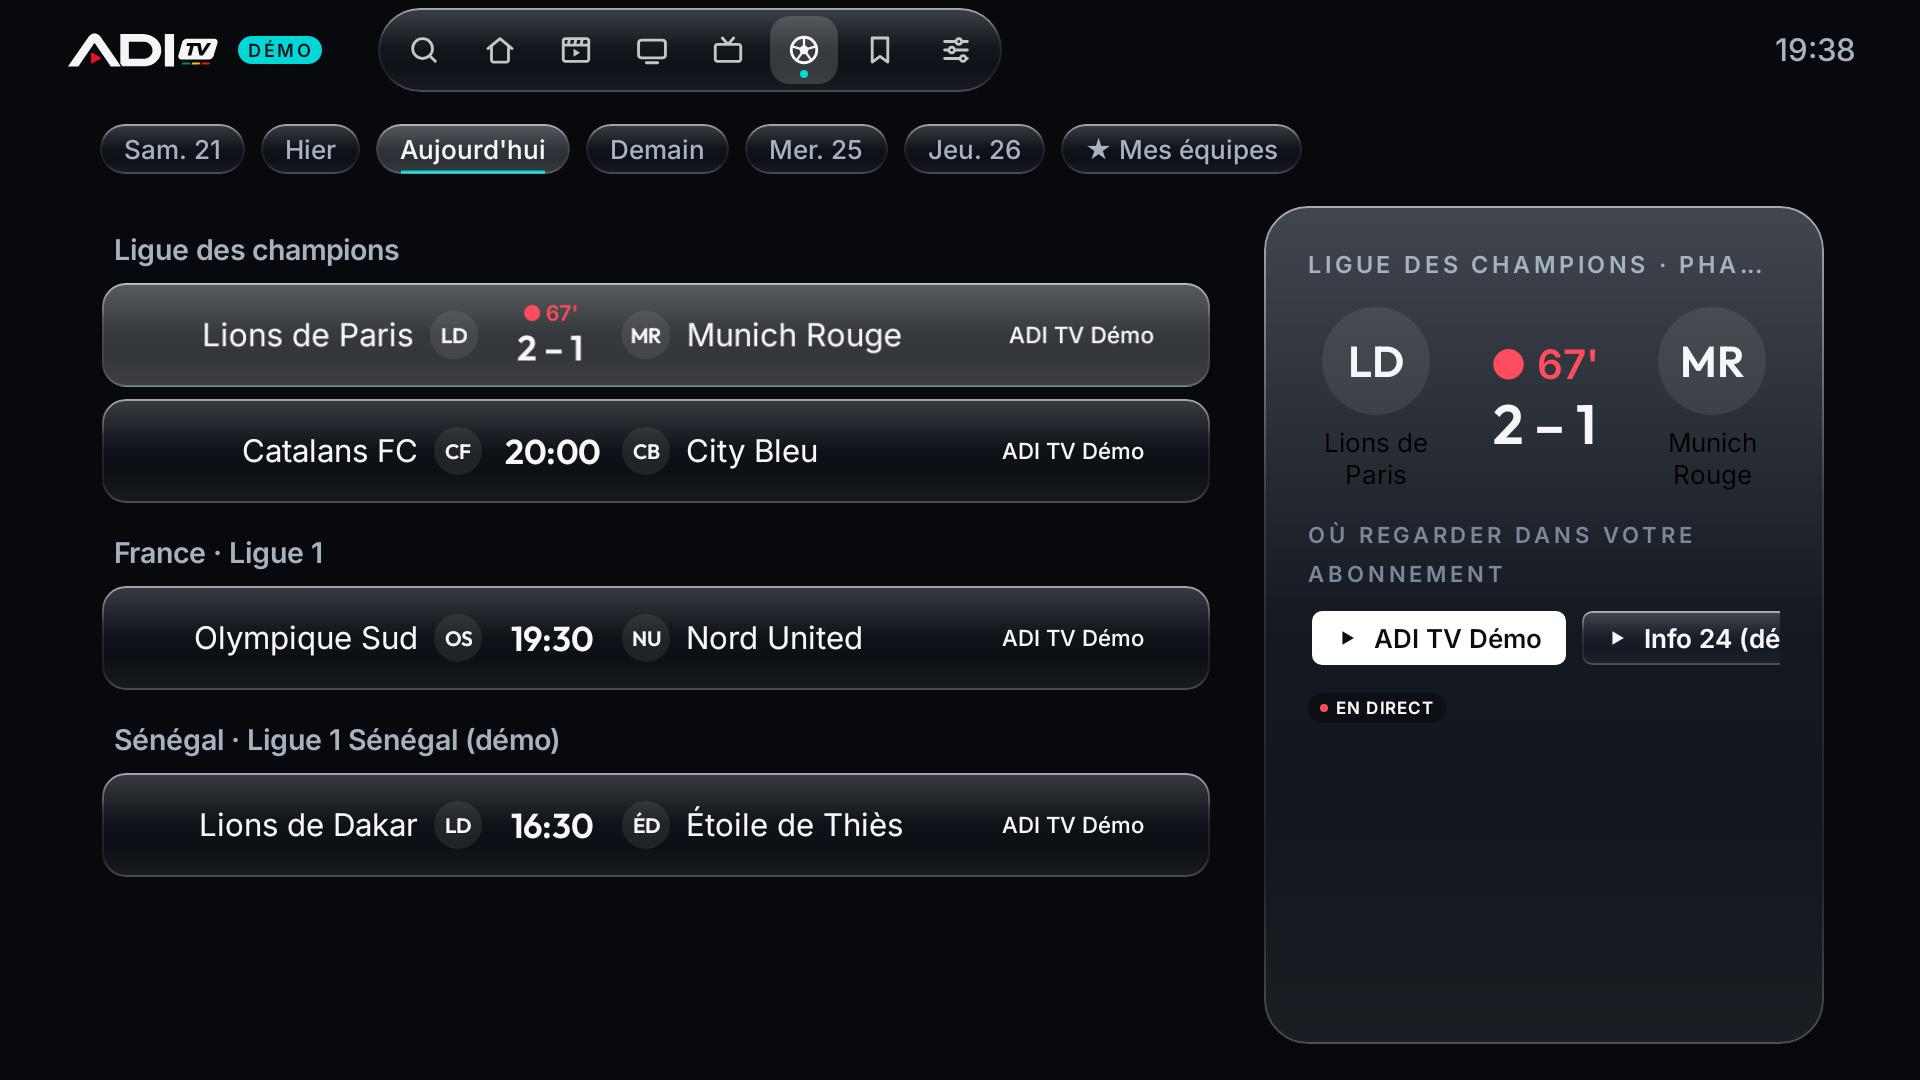 ADI TV DÉMO
19:38
Sam. 21 Hier Aujourd'hui Demain Mer. 25 Jeu. 26 ★ Mes équipes
Ligue des champions
67'
Lions de Paris LD 2 – 1 MR Munich Rouge ADI TV Démo
Catalans FC CF 20:00 CB City Bleu ADI TV Démo
France · Ligue 1
Olympique Sud OS 19:30 NU Nord United ADI TV Démo
Sénégal · Ligue 1 Sénégal (démo)
Lions de Dakar LD 16:30 ÉD Étoile de Thiès ADI TV Démo
LIGUE DES CHAMPIONS · PHA...
LD 67' MR
2 – 1
Lions de Munich
Paris Rouge
OÙ REGARDER DANS VOTRE
ABONNEMENT
ADI TV Démo Info 24 (dé
EN DIRECT